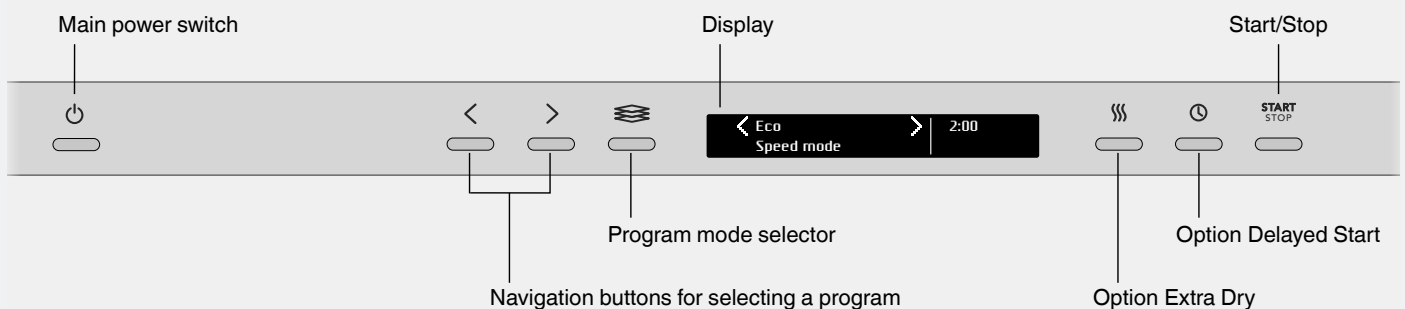 Main power switch
Display
Start/Stop
START
STOP
Eco 2:00
Speed mode
Program mode selector
Option Delayed Start
Navigation buttons for selecting a program
Option Extra Dry